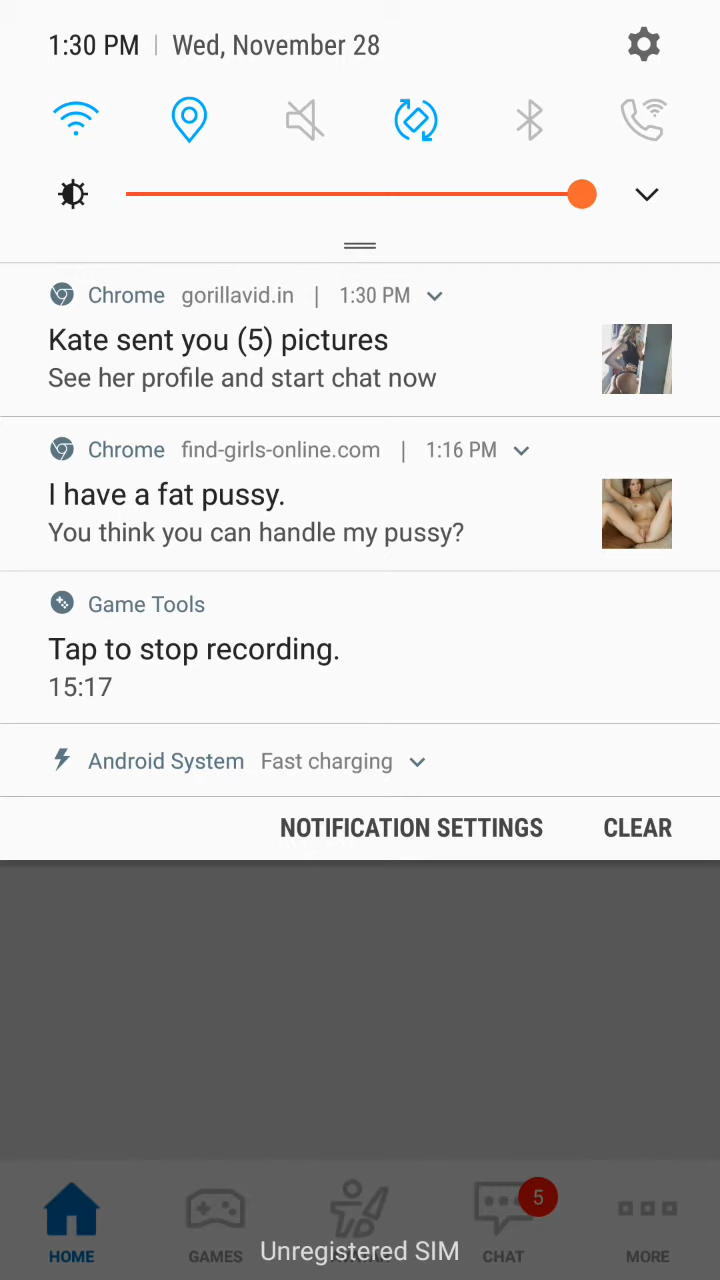 1:30 PM | Wed, November 28
Chrome gorillavid.in | 1:30 PM
Kate sent you (5) pictures
See her profile and start chat now
Chrome find-girls-online.com | 1:16 PM
I have a fat pussy.
You think you can handle my pussy?
Game Tools
Tap to stop recording.
15:17
Android System Fast charging
NOTIFICATION SETTINGS CLEAR
5
HOME GAMES CHAT MORE
Unregistered SIM